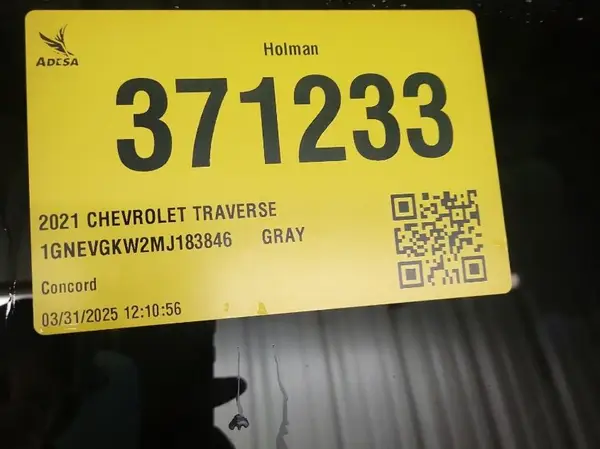 ADESA
Holman
371233
2021 CHEVROLET TRAVERSE
1GNEVGKW2MJ183846 GRAY
Concord
03/31/2025 12:10:56